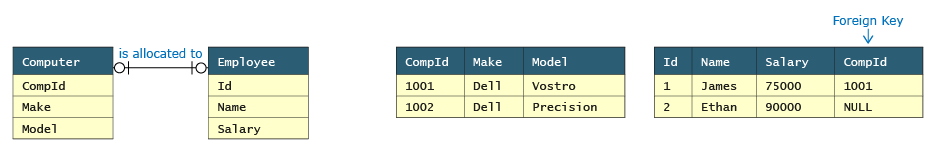 Foreign Key
is allocated to
Computer
CompId
Make
Model
Employee
Id
Name
Salary
CompId Make Model
1001 Dell Vostro
1002 Dell Precision
Id Name Salary CompId
1 James 75000 1001
2 Ethan 90000 NULL